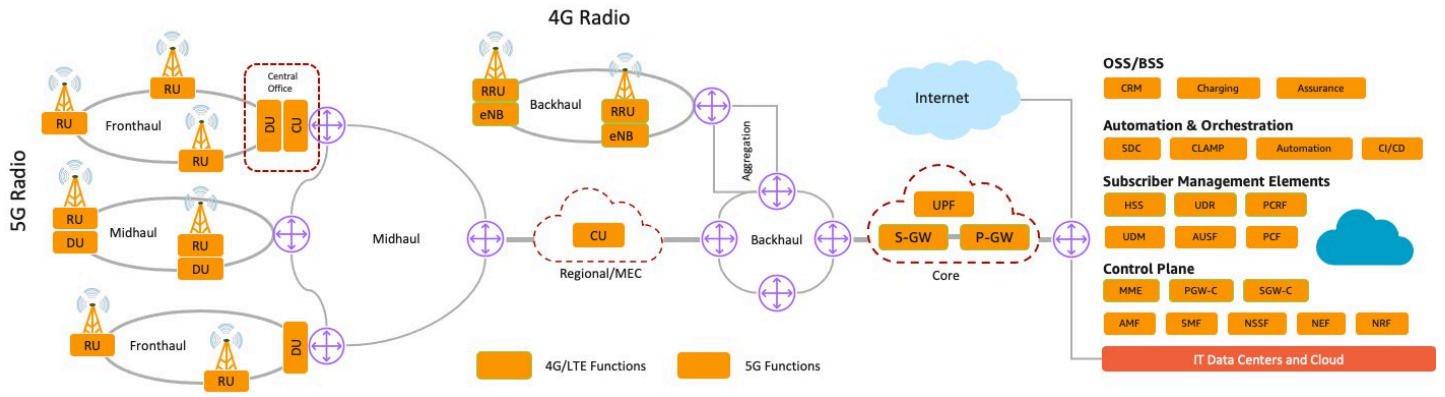 4G Radio
5G Radio
Central
Office
RU
RU
Fronthaul
RU
RU
DU
CU
RU
DU
Midhaul
RU
DU
RU
Fronthaul
RU
DU
Midhaul
RRU
eNB
Backhaul
RRU
eNB
Aggregation
CU
Regional/MEC
Backhaul
Internet
UPF
S-GW
P-GW
Core
4G/LTE Functions
5G Functions
OSS/BSS
CRM
Charging
Assurance
Automation & Orchestration
SDC
CLAMP
Automation
CI/CD
Subscriber Management Elements
HSS
UDR
PCRF
UDM
AUSF
PCF
Control Plane
MME
PGW-C
SGW-C
AMF
SMF
NSSF
NEF
NRF
IT Data Centers and Cloud